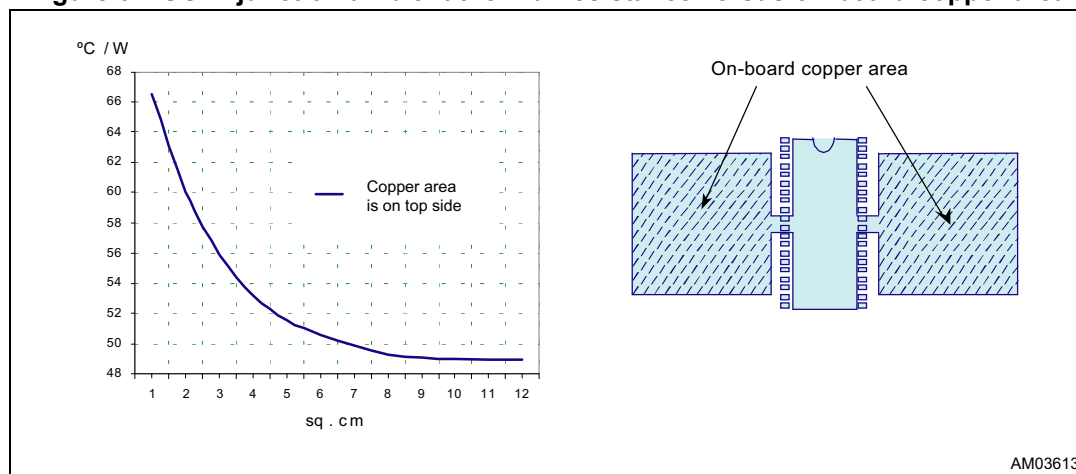 ºC / W
68
66
64
62
60
58
56
54
52
50
48
1 2 3 4 5 6 7 8 9 10 11 12
sq . cm
Copper area
is on top side
On-board copper area
AM03613